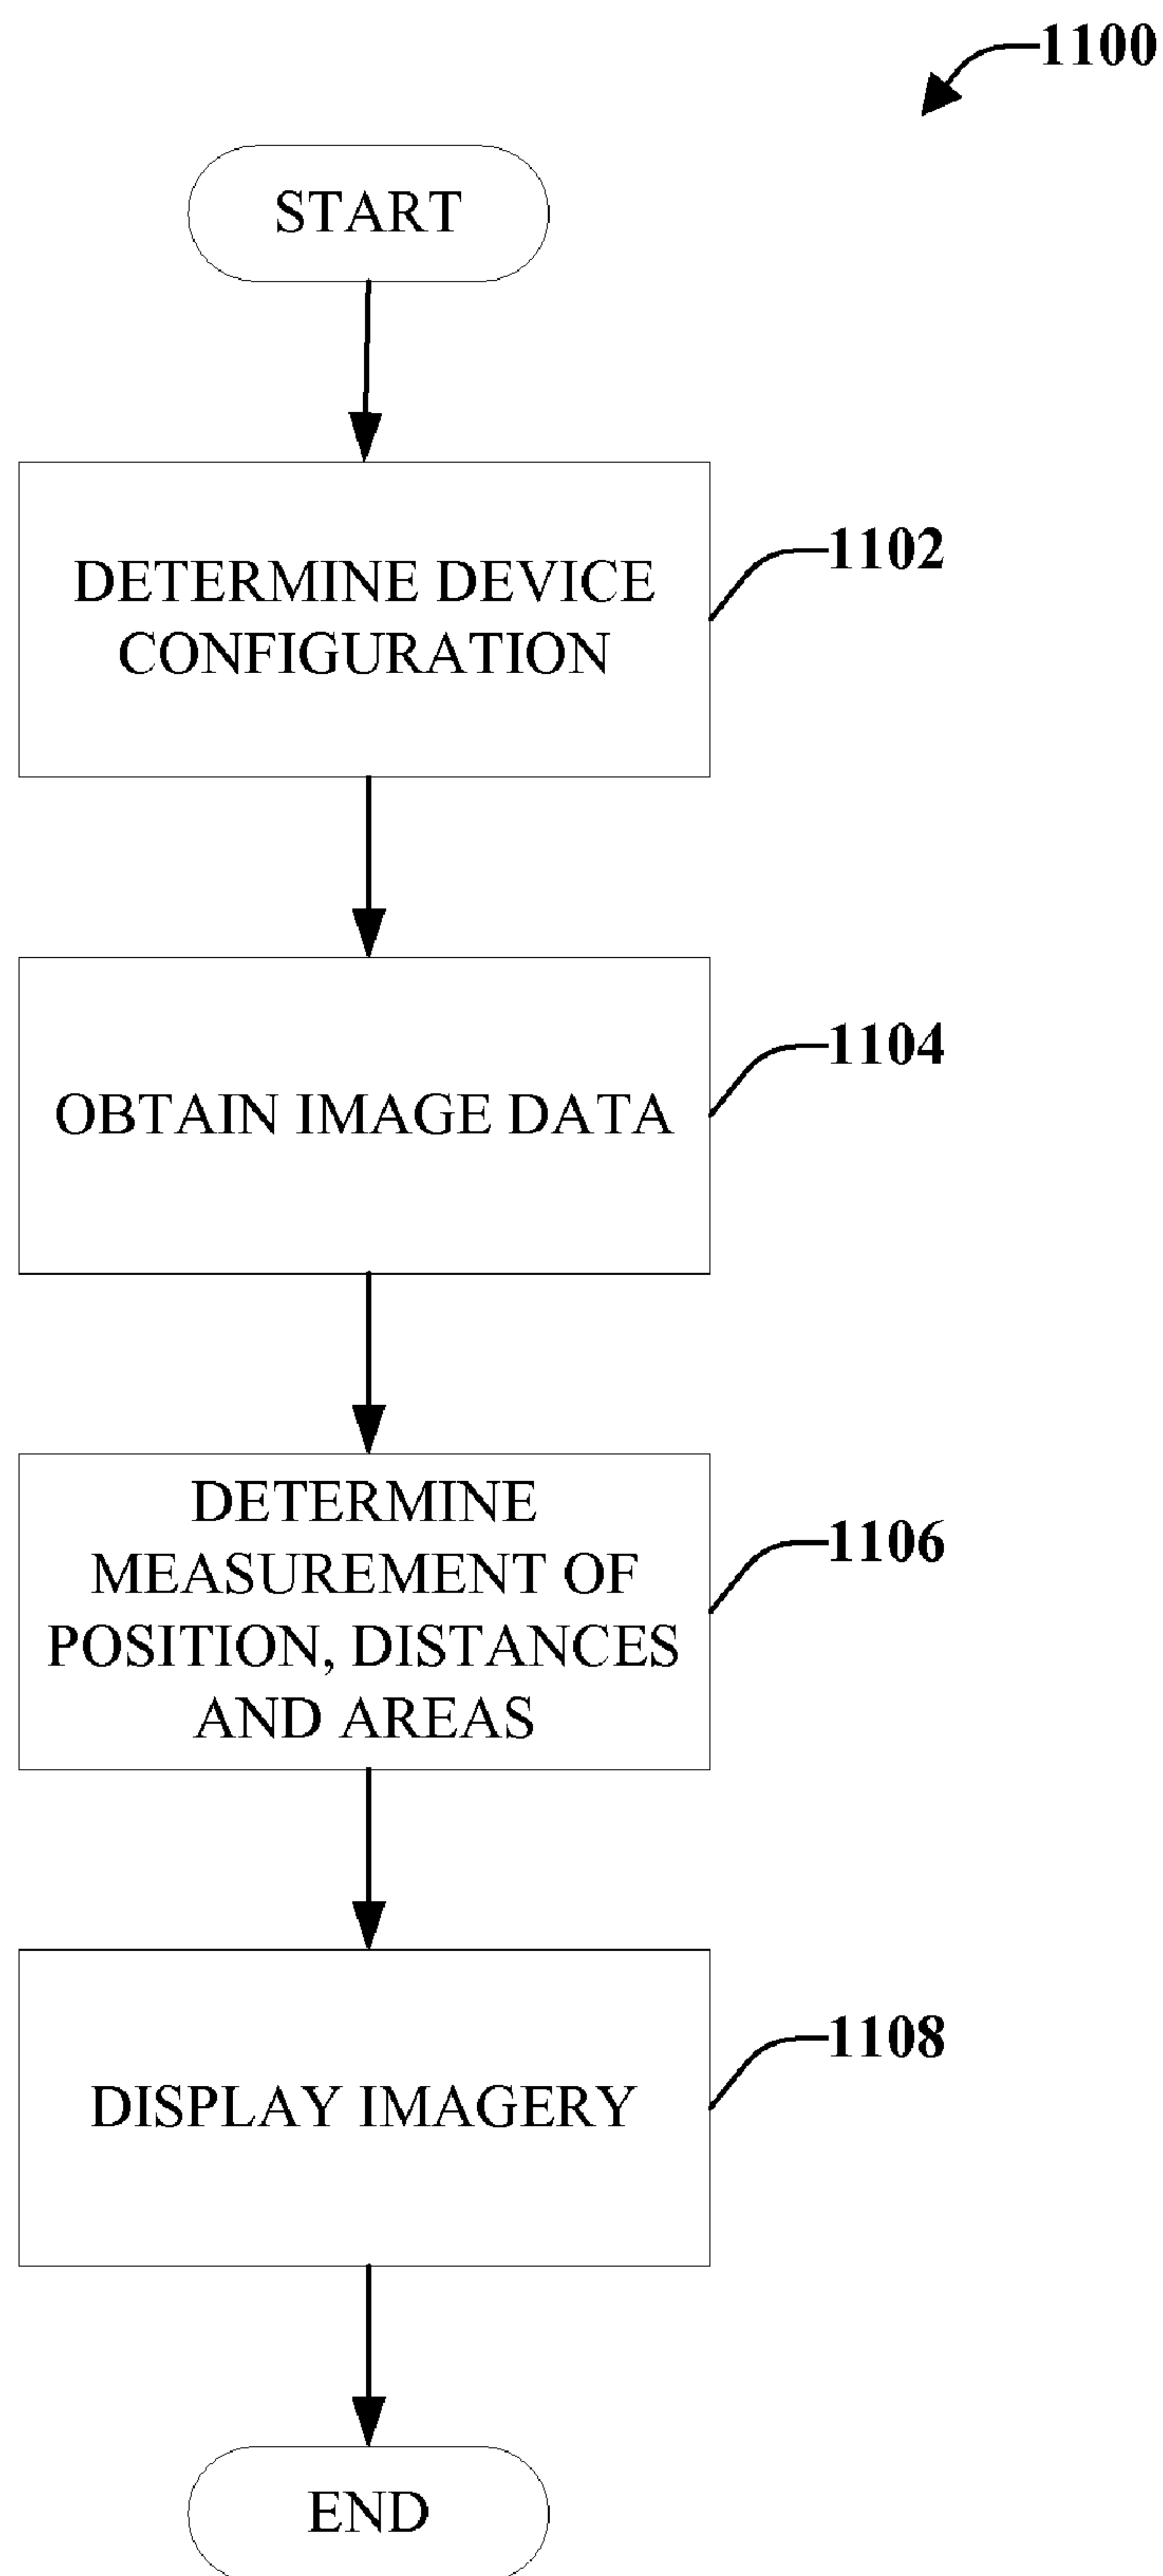 1100
START
DETERMINE DEVICE
CONFIGURATION
1102
OBTAIN IMAGE DATA
1104
DETERMINE
MEASUREMENT OF
POSITION, DISTANCES
AND AREAS
1106
DISPLAY IMAGERY
1108
END